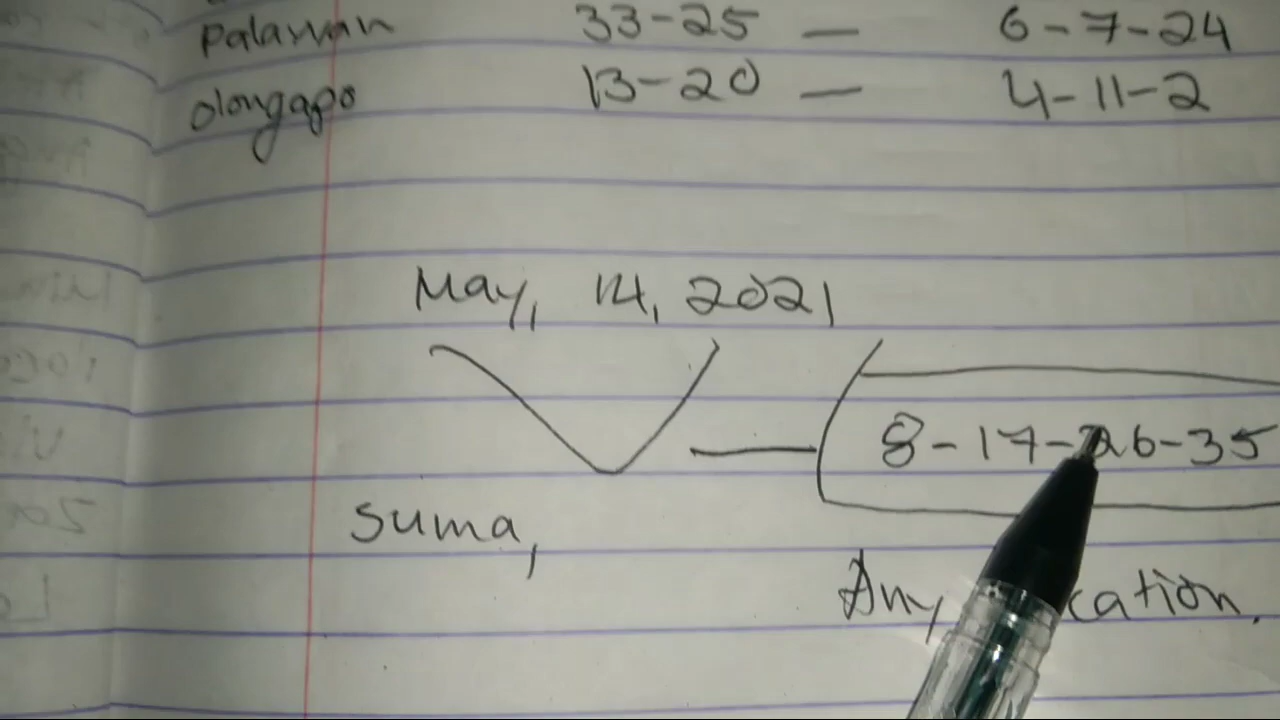 Palawan 33-25 — 6-7-24
olongapo 13-20 — 4-11-2
May, 14, 2021
8-17-26-35
Suma,
Any